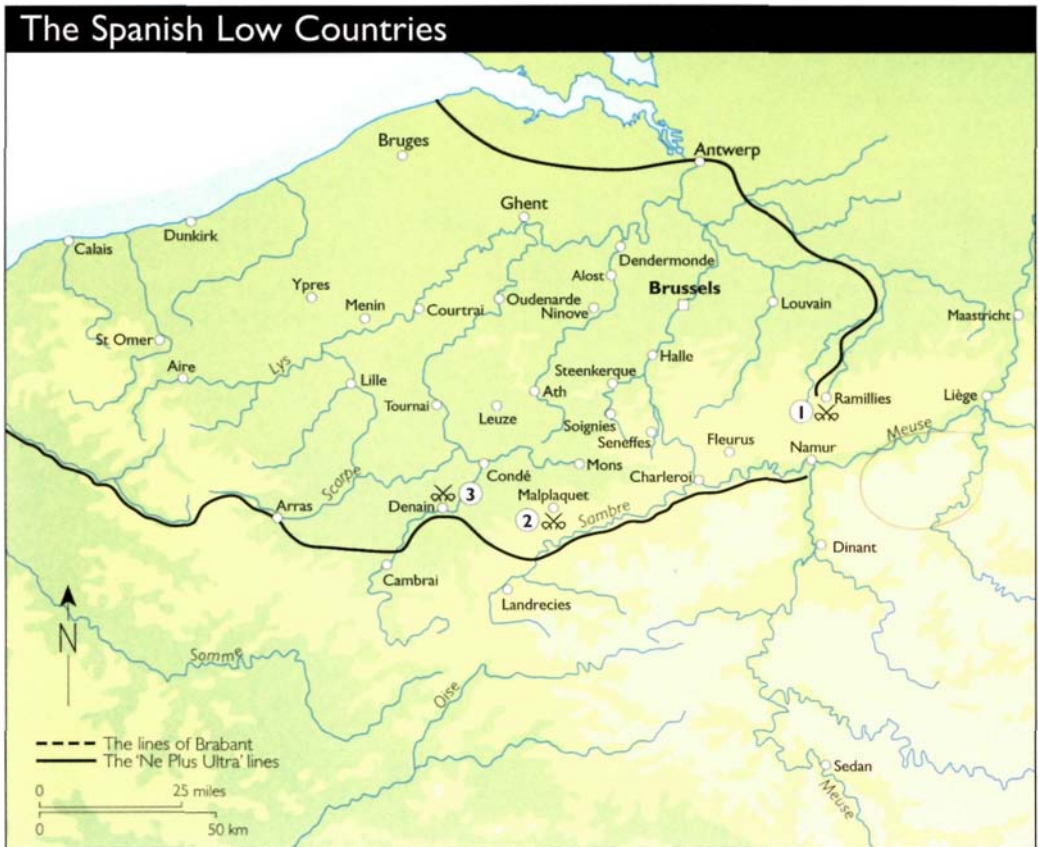 The Spanish Low Countries
Bruges
Antwerp
Ghent
Calais
Dunkirk
Dendermonde
Alost
Ypres
Brussels
Menin
Courtrai
Oudenarde
Ninove
Louvain
Maastricht
St Omer
Aire
Lys
Lille
Halle
Steenkerque
Tournai
Leuze
Ath
1
Ramillies
Liège
Soignies
Seneffes
Fleurus
Namur
Meuse
Scarpe
Condé
Mons
Charleroi
Arras
Denain
3
Malplaquet
2
Sambre
Dinant
Cambrai
Landrecies
N
Somme
Oise
The lines of Brabant
The 'Ne Plus Ultra' lines
0 25 miles
0 50 km
Sedan
Meuse